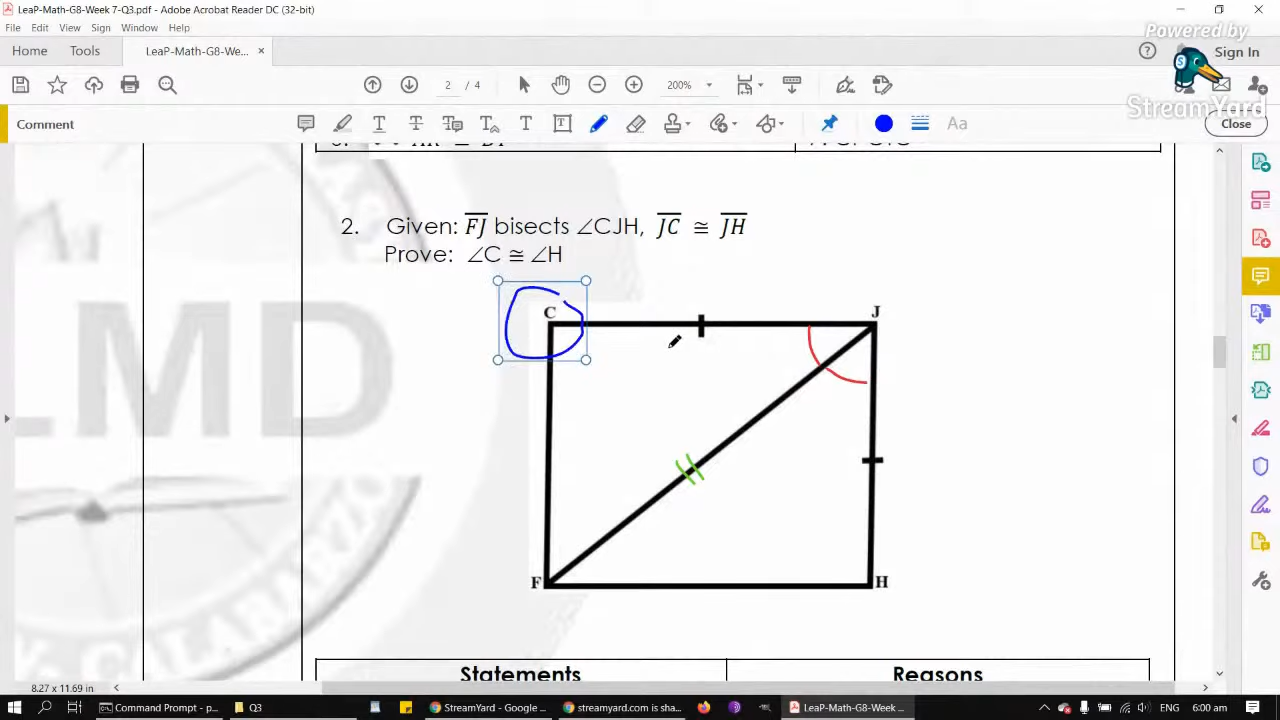 LeaP-Math-G8-Week 7-Q3.pdf - Adobe Acrobat Reader DC (32-bit)
Powered by
StreamYard
File Edit View Sign Window Help
Home Tools LeaP-Math-G8-We... × Sign In
2 / 4 200%
Comment Aa Close
2. Given: FJ bisects ∠CJH, JC ≅ JH
Prove: ∠C ≅ ∠H
C J
F H
LMD
CALABARZON
Statements Reasons
8.27 x 11.69 in
Command Prompt - p... Q3 StreamYard - Google ... streamyard.com is sha... LeaP-Math-G8-Week ... 6:00 am